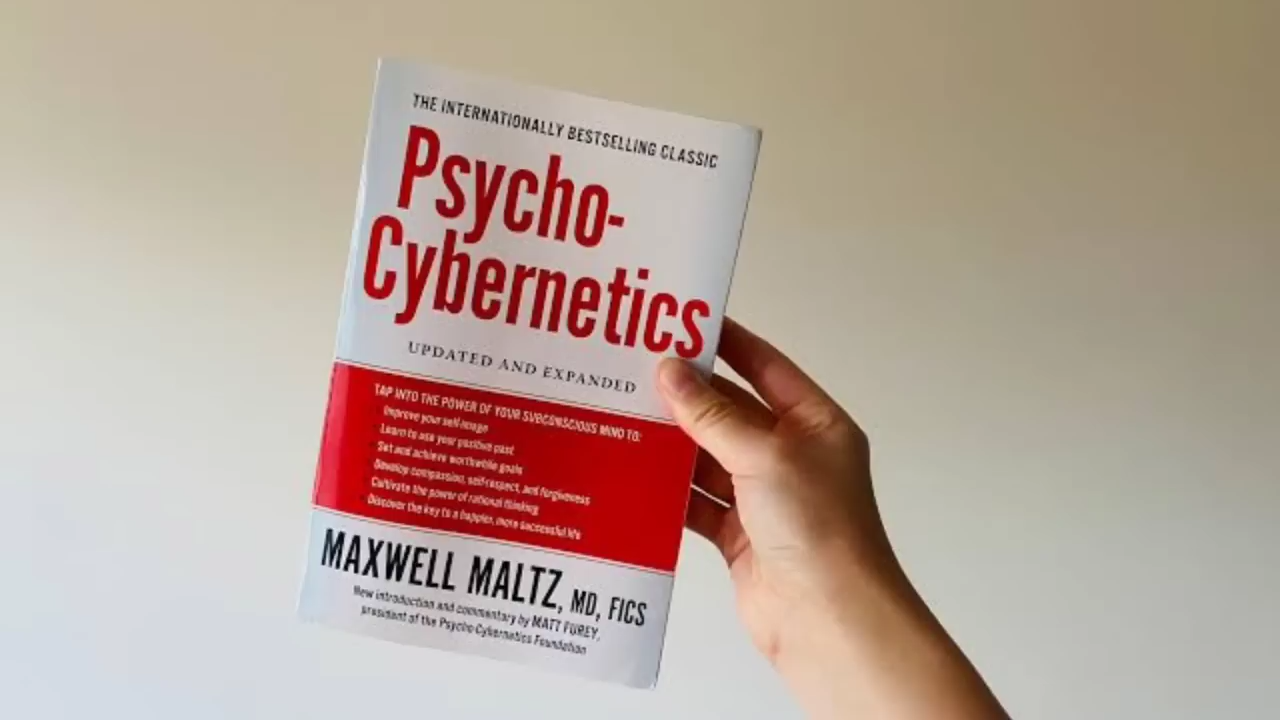 THE INTERNATIONALLY BESTSELLING CLASSIC
Psycho-
Cybernetics
UPDATED AND EXPANDED
TAP INTO THE POWER OF YOUR SUBCONSCIOUS MIND TO:
Improve your self-image
Learn to use your positive past
Set and achieve worthwhile goals
Develop compassion, self-respect, and forgiveness
Cultivate the power of rational thinking
Discover the key to a happier, more successful life
MAXWELL MALTZ, MD, FICS
New introduction and commentary by MATT FUREY,
president of the Psycho-Cybernetics Foundation